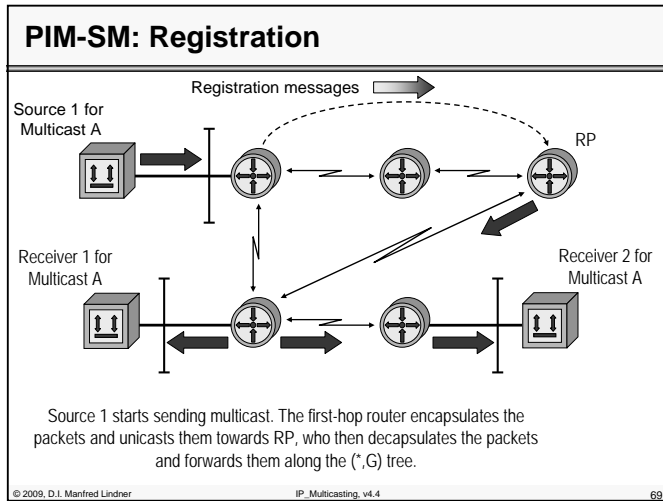 PIM-SM: Registration
Registration messages
Source 1 for
Multicast A
RP
Receiver 1 for
Multicast A
Receiver 2 for
Multicast A
Source 1 starts sending multicast. The first-hop router encapsulates the
packets and unicasts them towards RP, who then decapsulates the packets
and forwards them along the (*,G) tree.
© 2009, D.I. Manfred Lindner
IP_Multicasting, v4.4
69